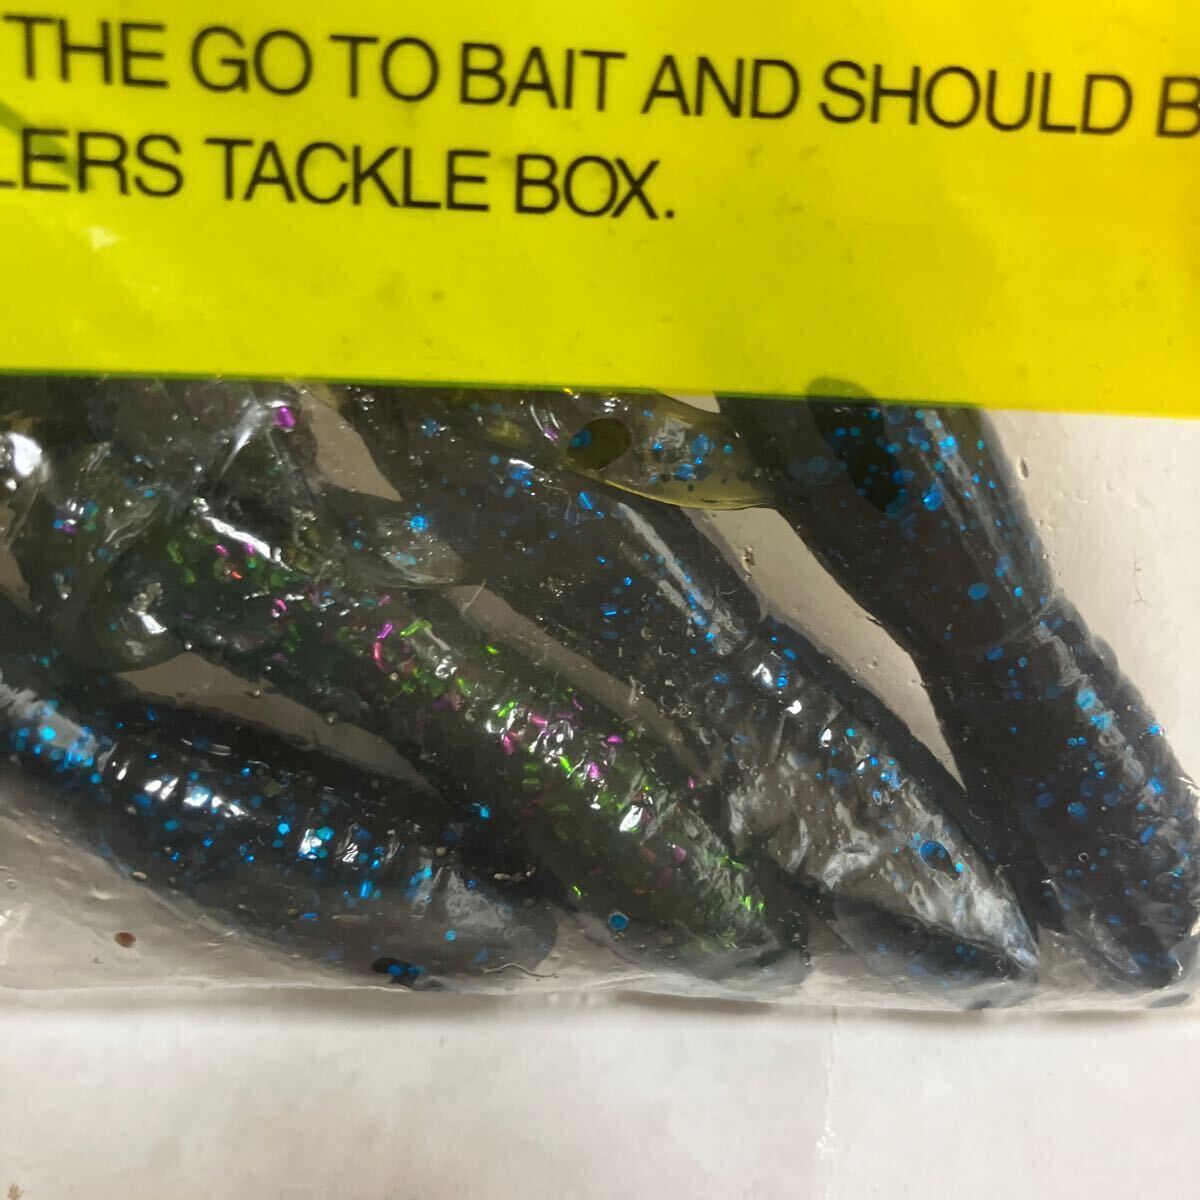 THE GO TO BAIT AND SHOULD B
LERS TACKLE BOX.